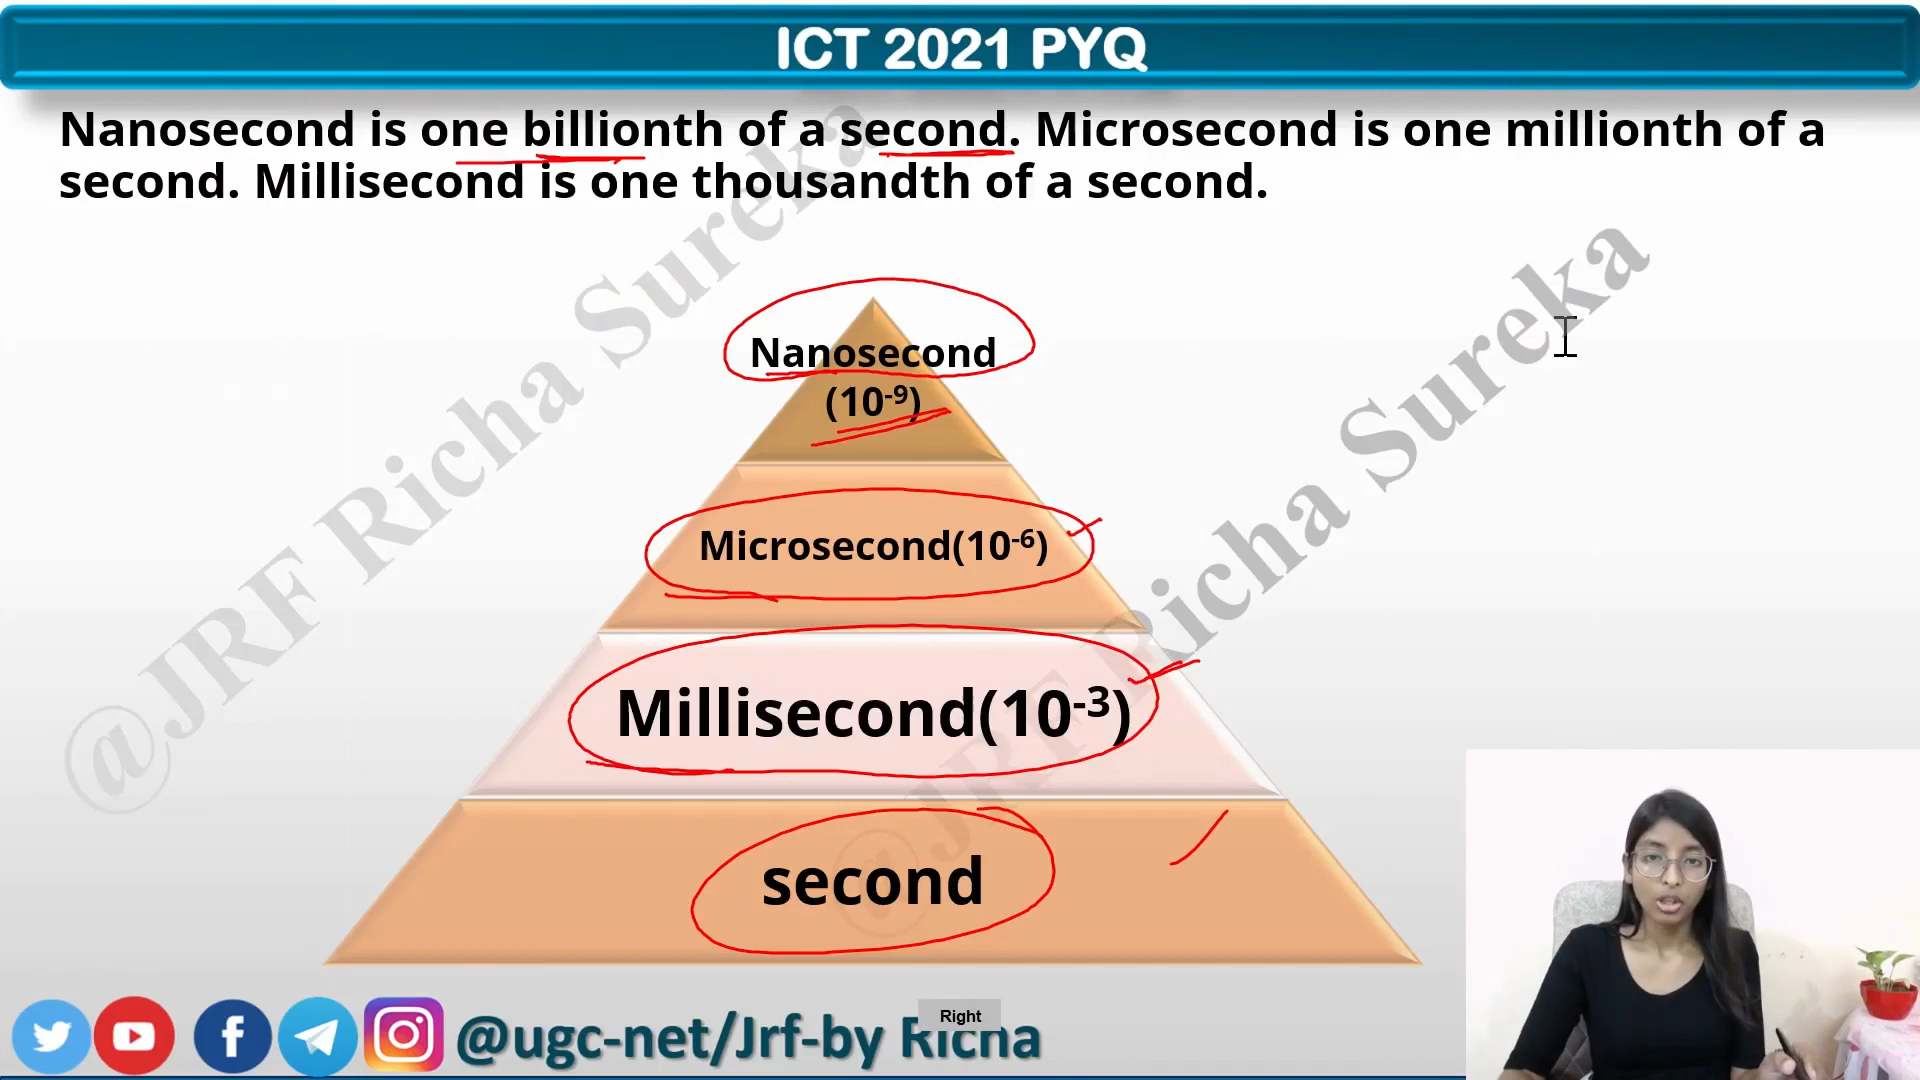 ICT 2021 PYQ
Nanosecond is one billionth of a second. Microsecond is one millionth of a
second. Millisecond is one thousandth of a second.
@JRF Richa Sureka
@JRF Richa Sureka
Nanosecond
(10⁻⁹)
Microsecond(10⁻⁶)
Millisecond(10⁻³)
second
Right
@ugc-net/Jrf-by Richa